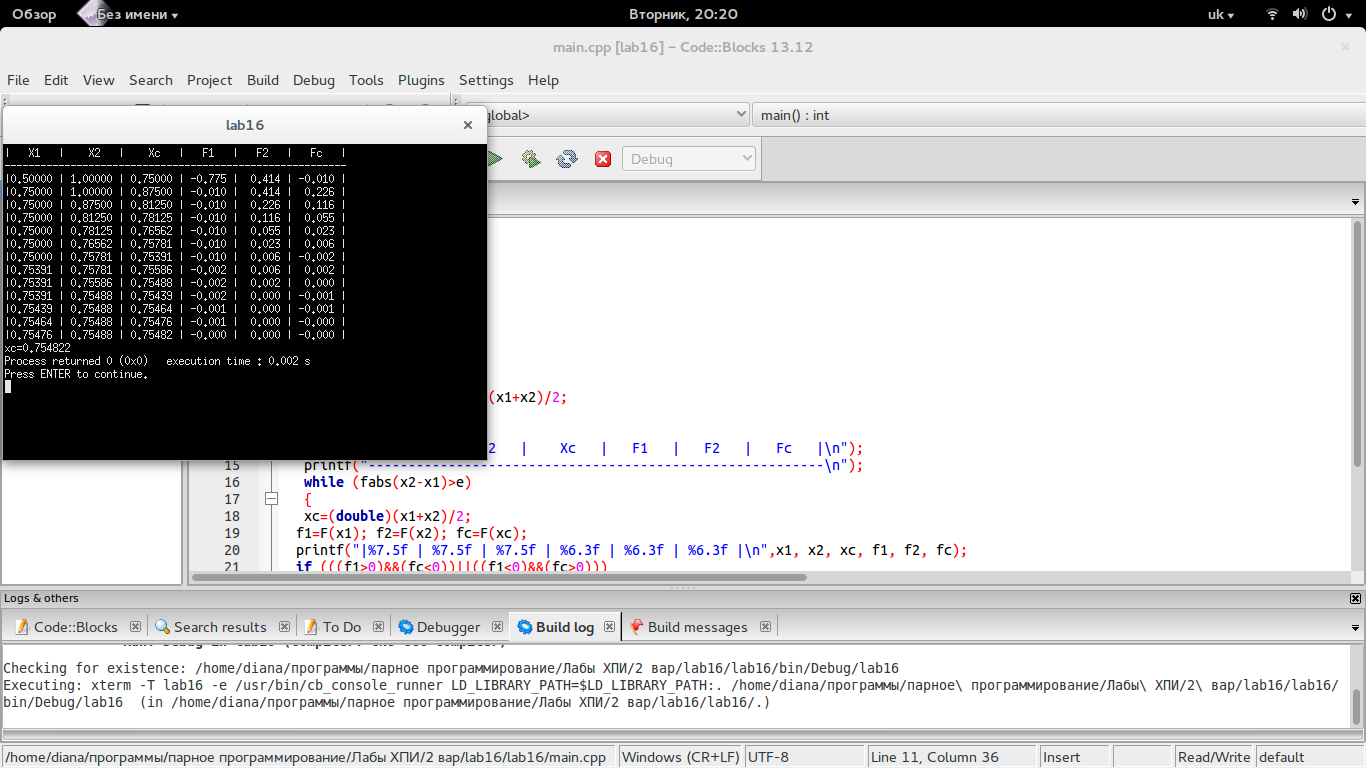 Обзор Без имени Вторник, 20:20 uk
main.cpp [lab16] – Code::Blocks 13.12
File Edit View Search Project Build Debug Tools Plugins Settings Help
lab16
global> main() : int
Debug
| X1 | X2 | Xc | F1 | F2 | Fc |
---------------------------------------------------------
|0.50000 | 1.00000 | 0.75000 | -0.775 | 0.414 | -0.010 |
|0.75000 | 1.00000 | 0.87500 | -0.010 | 0.414 | 0.226 |
|0.75000 | 0.87500 | 0.81250 | -0.010 | 0.226 | 0.116 |
|0.75000 | 0.81250 | 0.78125 | -0.010 | 0.116 | 0.055 |
|0.75000 | 0.78125 | 0.76562 | -0.010 | 0.055 | 0.023 |
|0.75000 | 0.76562 | 0.75781 | -0.010 | 0.023 | 0.006 |
|0.75000 | 0.75781 | 0.75391 | -0.010 | 0.006 | -0.002 |
|0.75391 | 0.75781 | 0.75586 | -0.002 | 0.006 | 0.002 |
|0.75391 | 0.75586 | 0.75488 | -0.002 | 0.002 | 0.000 |
|0.75391 | 0.75488 | 0.75439 | -0.002 | 0.000 | -0.001 |
|0.75439 | 0.75488 | 0.75464 | -0.001 | 0.000 | -0.001 |
|0.75464 | 0.75488 | 0.75476 | -0.001 | 0.000 | -0.000 |
|0.75476 | 0.75488 | 0.75482 | -0.000 | 0.000 | -0.000 |
xc=0.754822
Process returned 0 (0x0) execution time : 0.002 s
Press ENTER to continue.
(x1+x2)/2;
2 | Xc | F1 | F2 | Fc |\n");
15 printf("---------------------------------------------------------\n");
16 while (fabs(x2-x1)>e)
17 {
18 xc=(double)(x1+x2)/2;
19 f1=F(x1); f2=F(x2); fc=F(xc);
20 printf("|%7.5f | %7.5f | %7.5f | %6.3f | %6.3f | %6.3f |\n",x1, x2, xc, f1, f2, fc);
21 if (((f1>0)&&(fc<0))||((f1<0)&&(fc>0)))
Logs & others
Code::Blocks Search results To Do Debugger Build log Build messages
Checking for existence: /home/diana/программы/парное программирование/Лабы ХПИ/2 вар/lab16/lab16/bin/Debug/lab16
Executing: xterm -T lab16 -e /usr/bin/cb_console_runner LD_LIBRARY_PATH=$LD_LIBRARY_PATH:. /home/diana/программы/парное\ программирование/Лабы\ ХПИ/2\ вар/lab16/lab16/
bin/Debug/lab16 (in /home/diana/программы/парное программирование/Лабы ХПИ/2 вар/lab16/lab16/.)
/home/diana/программы/парное программирование/Лабы ХПИ/2 вар/lab16/lab16/main.cpp Windows (CR+LF) UTF-8 Line 11, Column 36 Insert Read/Write default